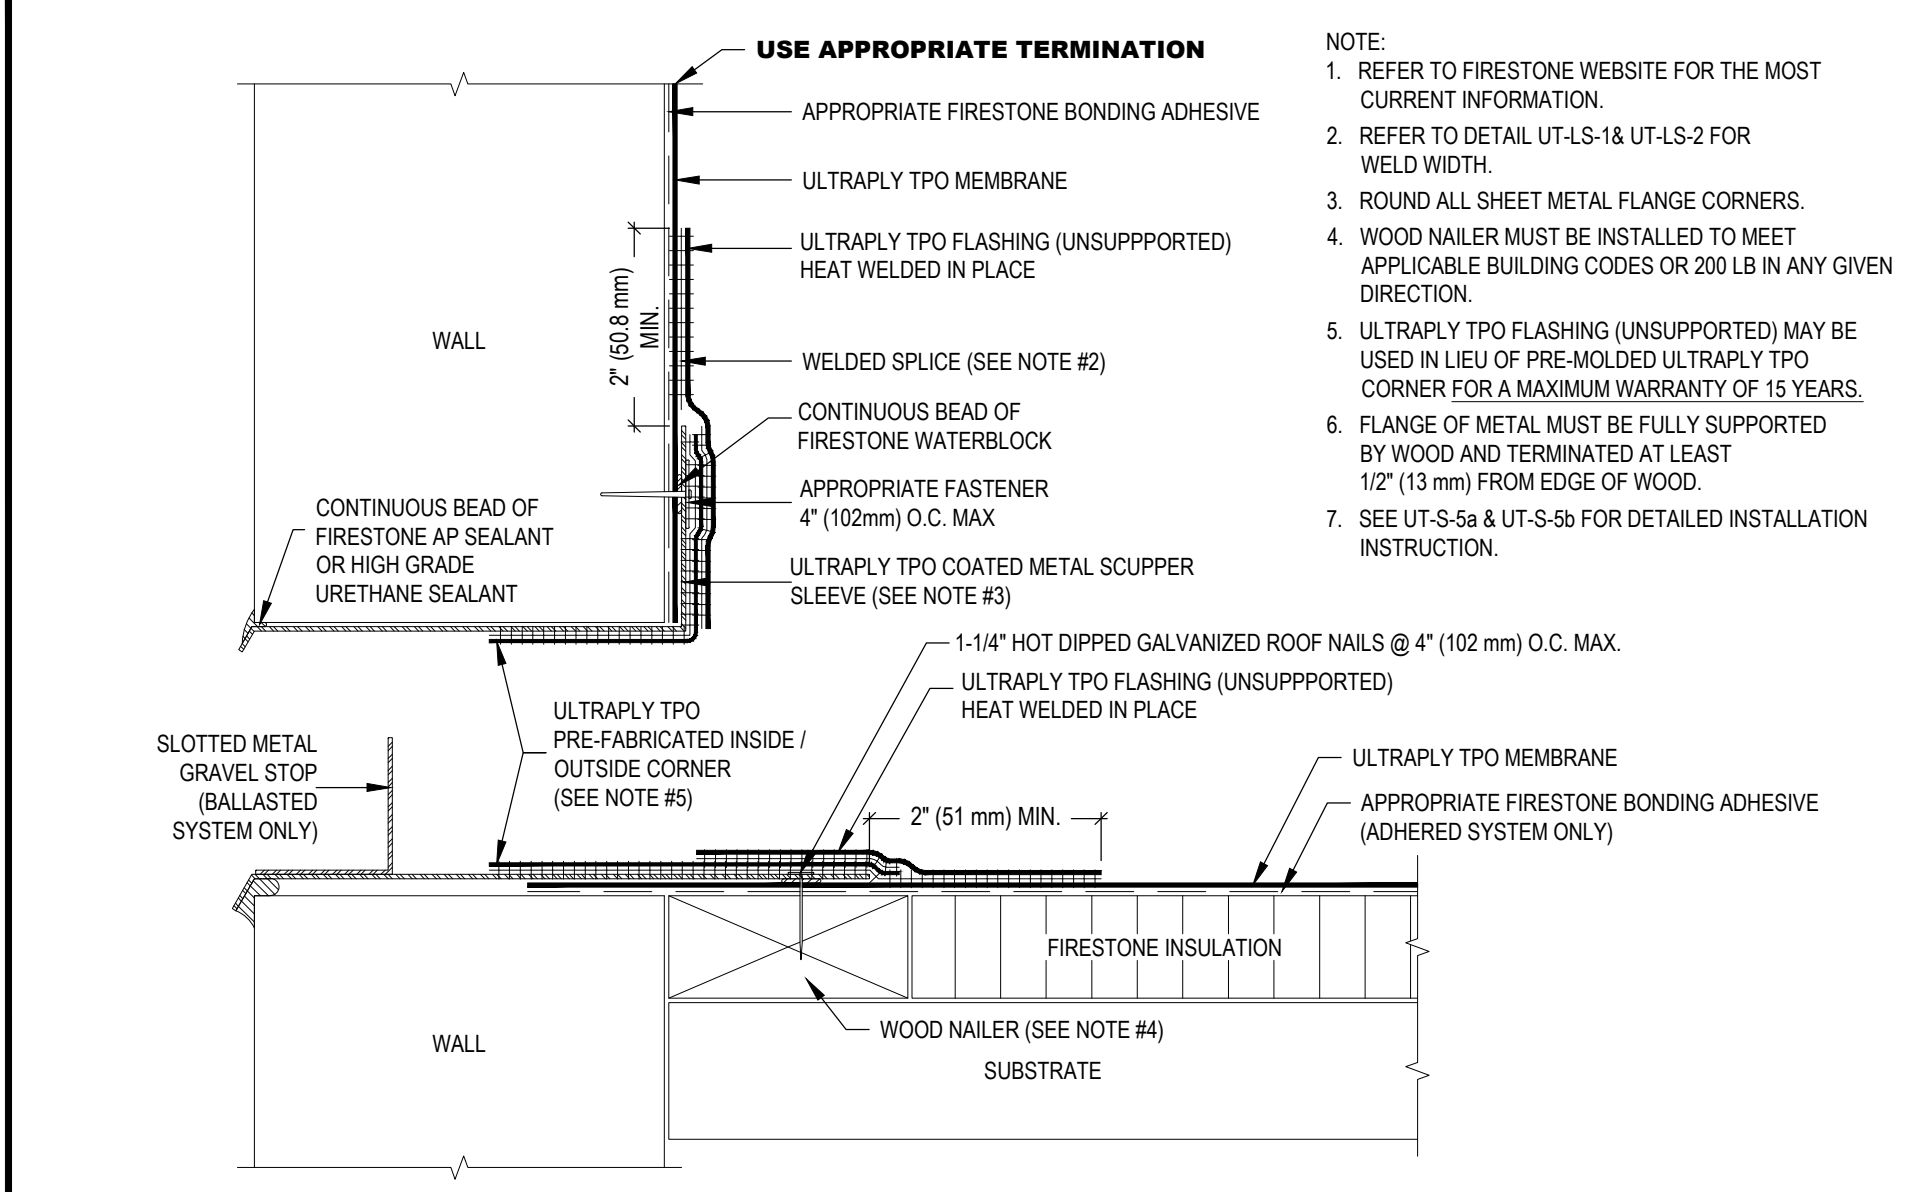 USE APPROPRIATE TERMINATION
APPROPRIATE FIRESTONE BONDING ADHESIVE
ULTRAPLY TPO MEMBRANE
ULTRAPLY TPO FLASHING (UNSUPPPORTED)
HEAT WELDED IN PLACE
2" (50.8 mm)
MIN.
WALL
WELDED SPLICE (SEE NOTE #2)
CONTINUOUS BEAD OF
FIRESTONE WATERBLOCK
APPROPRIATE FASTENER
4" (102mm) O.C. MAX
CONTINUOUS BEAD OF
FIRESTONE AP SEALANT
OR HIGH GRADE
URETHANE SEALANT
ULTRAPLY TPO COATED METAL SCUPPER
SLEEVE (SEE NOTE #3)
NOTE:
1. REFER TO FIRESTONE WEBSITE FOR THE MOST
CURRENT INFORMATION.
2. REFER TO DETAIL UT-LS-1& UT-LS-2 FOR
WELD WIDTH.
3. ROUND ALL SHEET METAL FLANGE CORNERS.
4. WOOD NAILER MUST BE INSTALLED TO MEET
APPLICABLE BUILDING CODES OR 200 LB IN ANY GIVEN
DIRECTION.
5. ULTRAPLY TPO FLASHING (UNSUPPORTED) MAY BE
USED IN LIEU OF PRE-MOLDED ULTRAPLY TPO
CORNER FOR A MAXIMUM WARRANTY OF 15 YEARS.
6. FLANGE OF METAL MUST BE FULLY SUPPORTED
BY WOOD AND TERMINATED AT LEAST
1/2" (13 mm) FROM EDGE OF WOOD.
7. SEE UT-S-5a & UT-S-5b FOR DETAILED INSTALLATION
INSTRUCTION.
1-1/4" HOT DIPPED GALVANIZED ROOF NAILS @ 4" (102 mm) O.C. MAX.
ULTRAPLY TPO FLASHING (UNSUPPPORTED)
HEAT WELDED IN PLACE
ULTRAPLY TPO
PRE-FABRICATED INSIDE /
OUTSIDE CORNER
(SEE NOTE #5)
SLOTTED METAL
GRAVEL STOP
(BALLASTED
SYSTEM ONLY)
2" (51 mm) MIN.
ULTRAPLY TPO MEMBRANE
APPROPRIATE FIRESTONE BONDING ADHESIVE
(ADHERED SYSTEM ONLY)
FIRESTONE INSULATION
WOOD NAILER (SEE NOTE #4)
WALL
SUBSTRATE